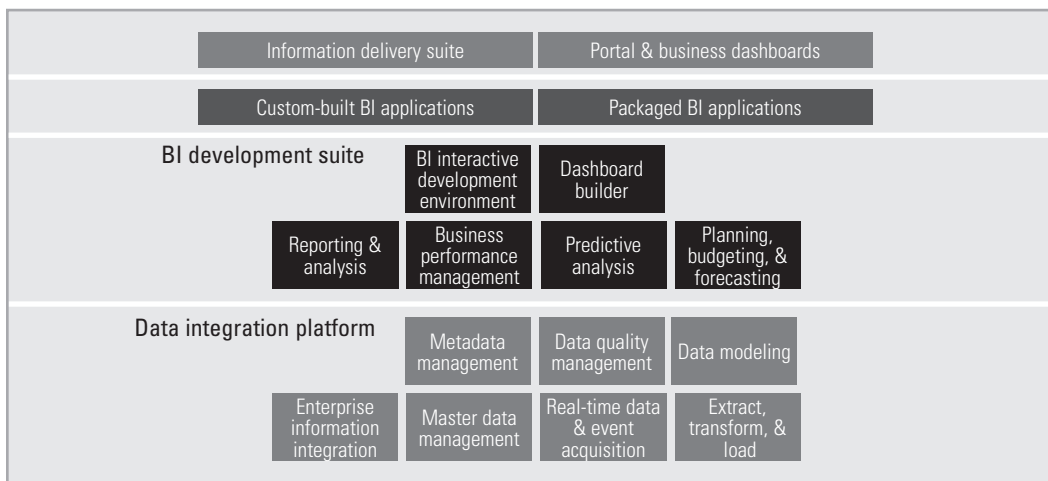 Information delivery suite
Portal & business dashboards
Custom-built BI applications
Packaged BI applications
BI development suite
BI interactive
development
environment
Dashboard
builder
Reporting &
analysis
Business
performance
management
Predictive
analysis
Planning,
budgeting, &
forecasting
Data integration platform
Metadata
management
Data quality
management
Data modeling
Enterprise
information
integration
Master data
management
Real-time data
& event
acquisition
Extract,
transform, &
load